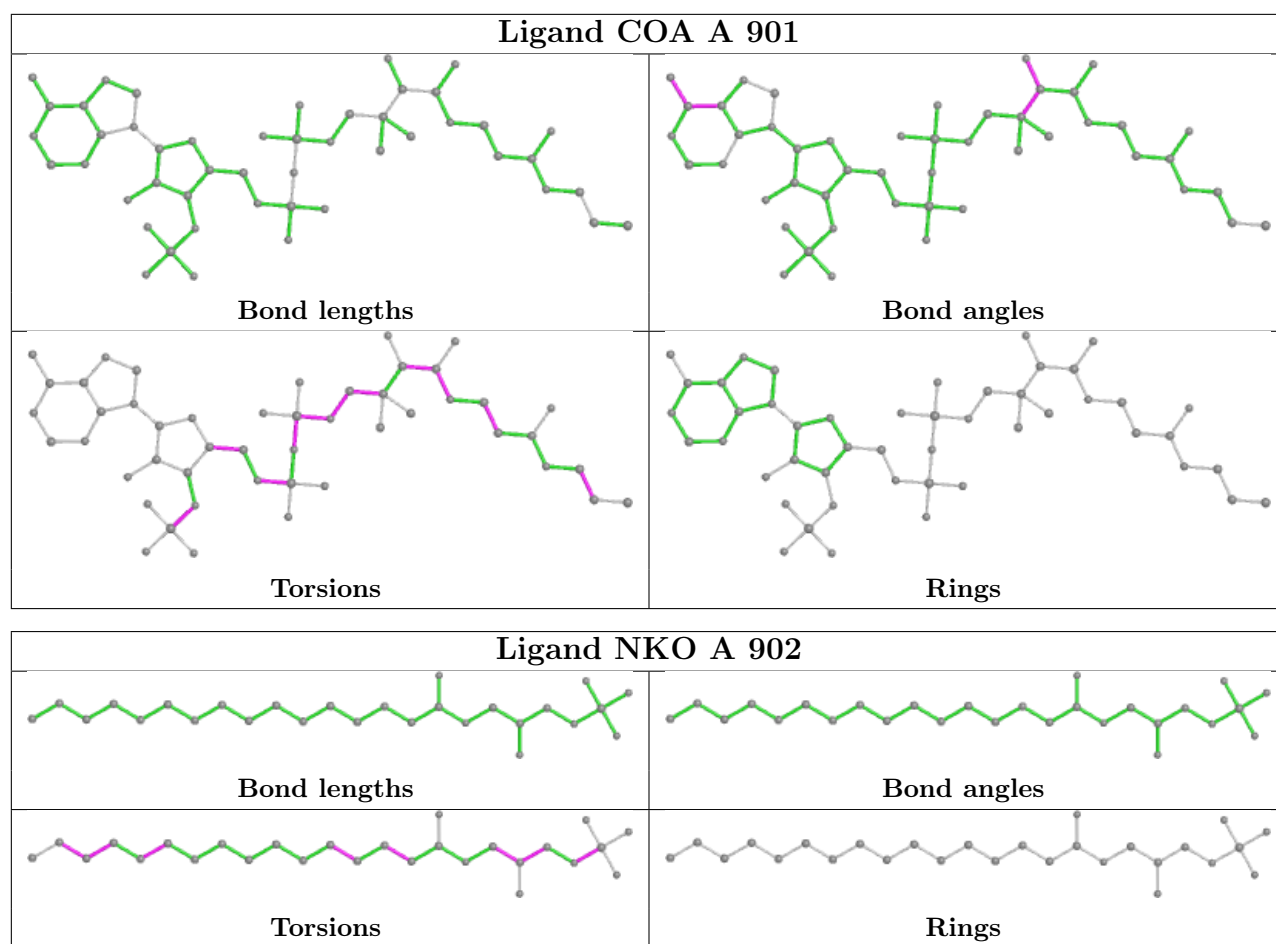 Ligand COA A 901
Bond lengths
Bond angles
Torsions
Rings
Ligand NKO A 902
Bond lengths
Bond angles
Torsions
Rings